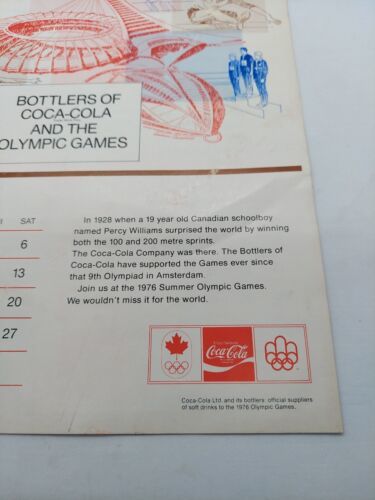 BOTTLERS OF
COCA-COLA
AND THE
OLYMPIC GAMES
SAT
6
13
20
27
In 1928 when a 19 year old Canadian schoolboy
named Percy Williams surprised the world by winning
both the 100 and 200 metre sprints.
The Coca-Cola Company was there. The Bottlers of
Coca-Cola have supported the Games ever since
that 9th Olympiad in Amsterdam.
Join us at the 1976 Summer Olympic Games.
We wouldn't miss it for the world.
Coca-Cola
Coca-Cola Ltd. and its bottlers: official suppliers
of soft drinks to the 1976 Olympic Games.